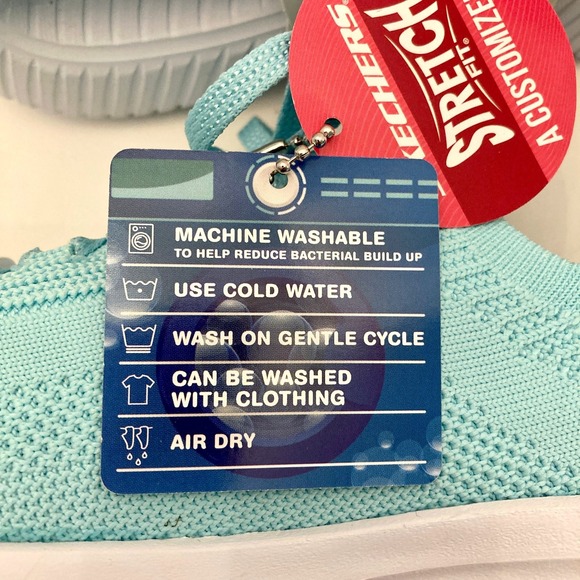 SKECHERS
STRETCH
FIT®
A CUSTOMIZE
MACHINE WASHABLE
TO HELP REDUCE BACTERIAL BUILD UP
USE COLD WATER
WASH ON GENTLE CYCLE
CAN BE WASHED
WITH CLOTHING
AIR DRY